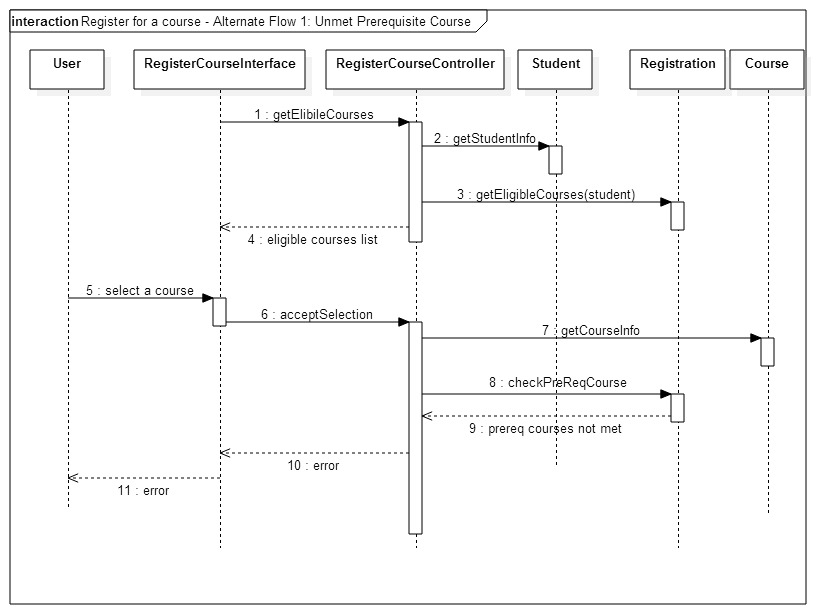 interaction Register for a course - Alternate Flow 1: Unmet Prerequisite Course
User RegisterCourseInterface RegisterCourseController Student Registration Course
1 : getElibileCourses
2 : getStudentInfo
3 : getEligibleCourses(student)
4 : eligible courses list
5 : select a course
6 : acceptSelection
7 : getCourseInfo
8 : checkPreReqCourse
9 : prereq courses not met
10 : error
11 : error